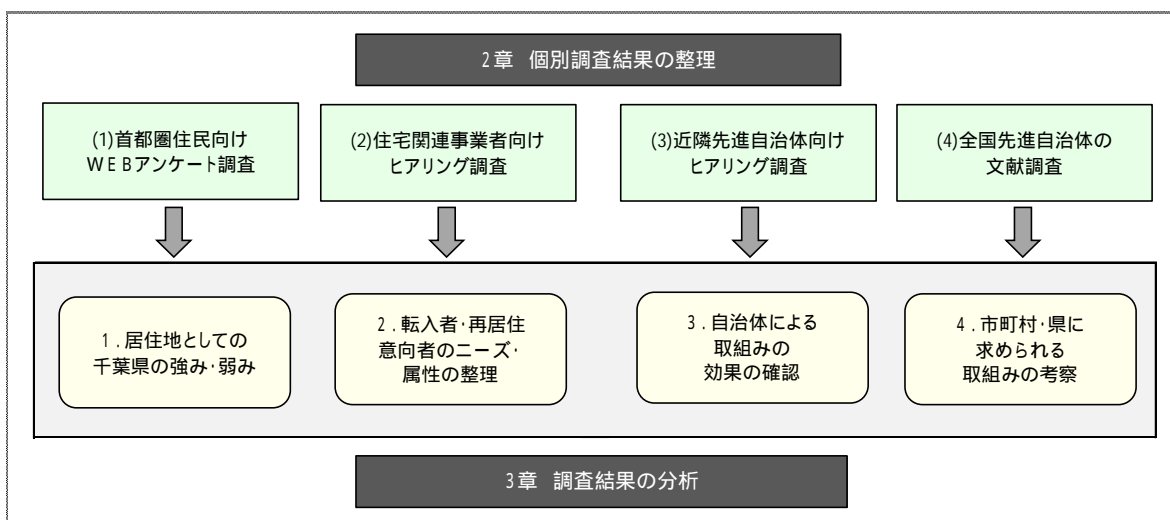 2章 個別調査結果の整理
(1)首都圏住民向け
WEBアンケート調査
(2)住宅関連事業者向け
ヒアリング調査
(3)近隣先進自治体向け
ヒアリング調査
(4)全国先進自治体の
文献調査
1.居住地としての
千葉県の強み・弱み
2.転入者・再居住
意向者のニーズ・
属性の整理
3.自治体による
取組みの
効果の確認
4.市町村・県に
求められる
取組みの考察
3章 調査結果の分析